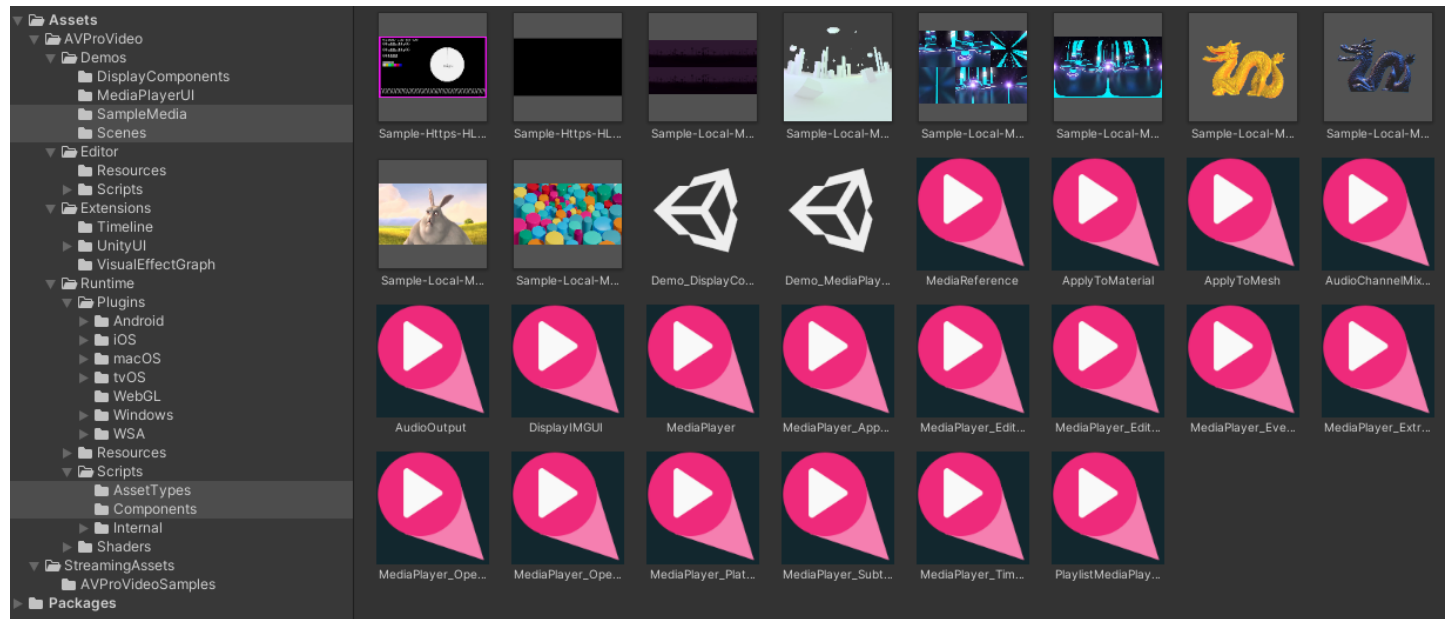 Assets
AVProVideo
Demos
DisplayComponents
MediaPlayerUI
SampleMedia
Scenes
Editor
Resources
Scripts
Extensions
Timeline
UnityUI
VisualEffectGraph
Runtime
Plugins
Android
iOS
macOS
tvOS
WebGL
Windows
WSA
Resources
Scripts
AssetTypes
Components
Internal
Shaders
StreamingAssets
AVProVideoSamples
Packages
Sample-Https-HL... Sample-Https-HL... Sample-Local-M... Sample-Local-M... Sample-Local-M... Sample-Local-M... Sample-Local-M... Sample-Local-M...
Sample-Local-M... Sample-Local-M... Demo_DisplayCo... Demo_MediaPlay... MediaReference ApplyToMaterial ApplyToMesh AudioChannelMix...
AudioOutput DisplayIMGUI MediaPlayer MediaPlayer_App... MediaPlayer_Edit... MediaPlayer_Edit... MediaPlayer_Eve... MediaPlayer_Extr...
MediaPlayer_Ope... MediaPlayer_Ope... MediaPlayer_Plat... MediaPlayer_Subt... MediaPlayer_Tim... PlaylistMediaPlay...